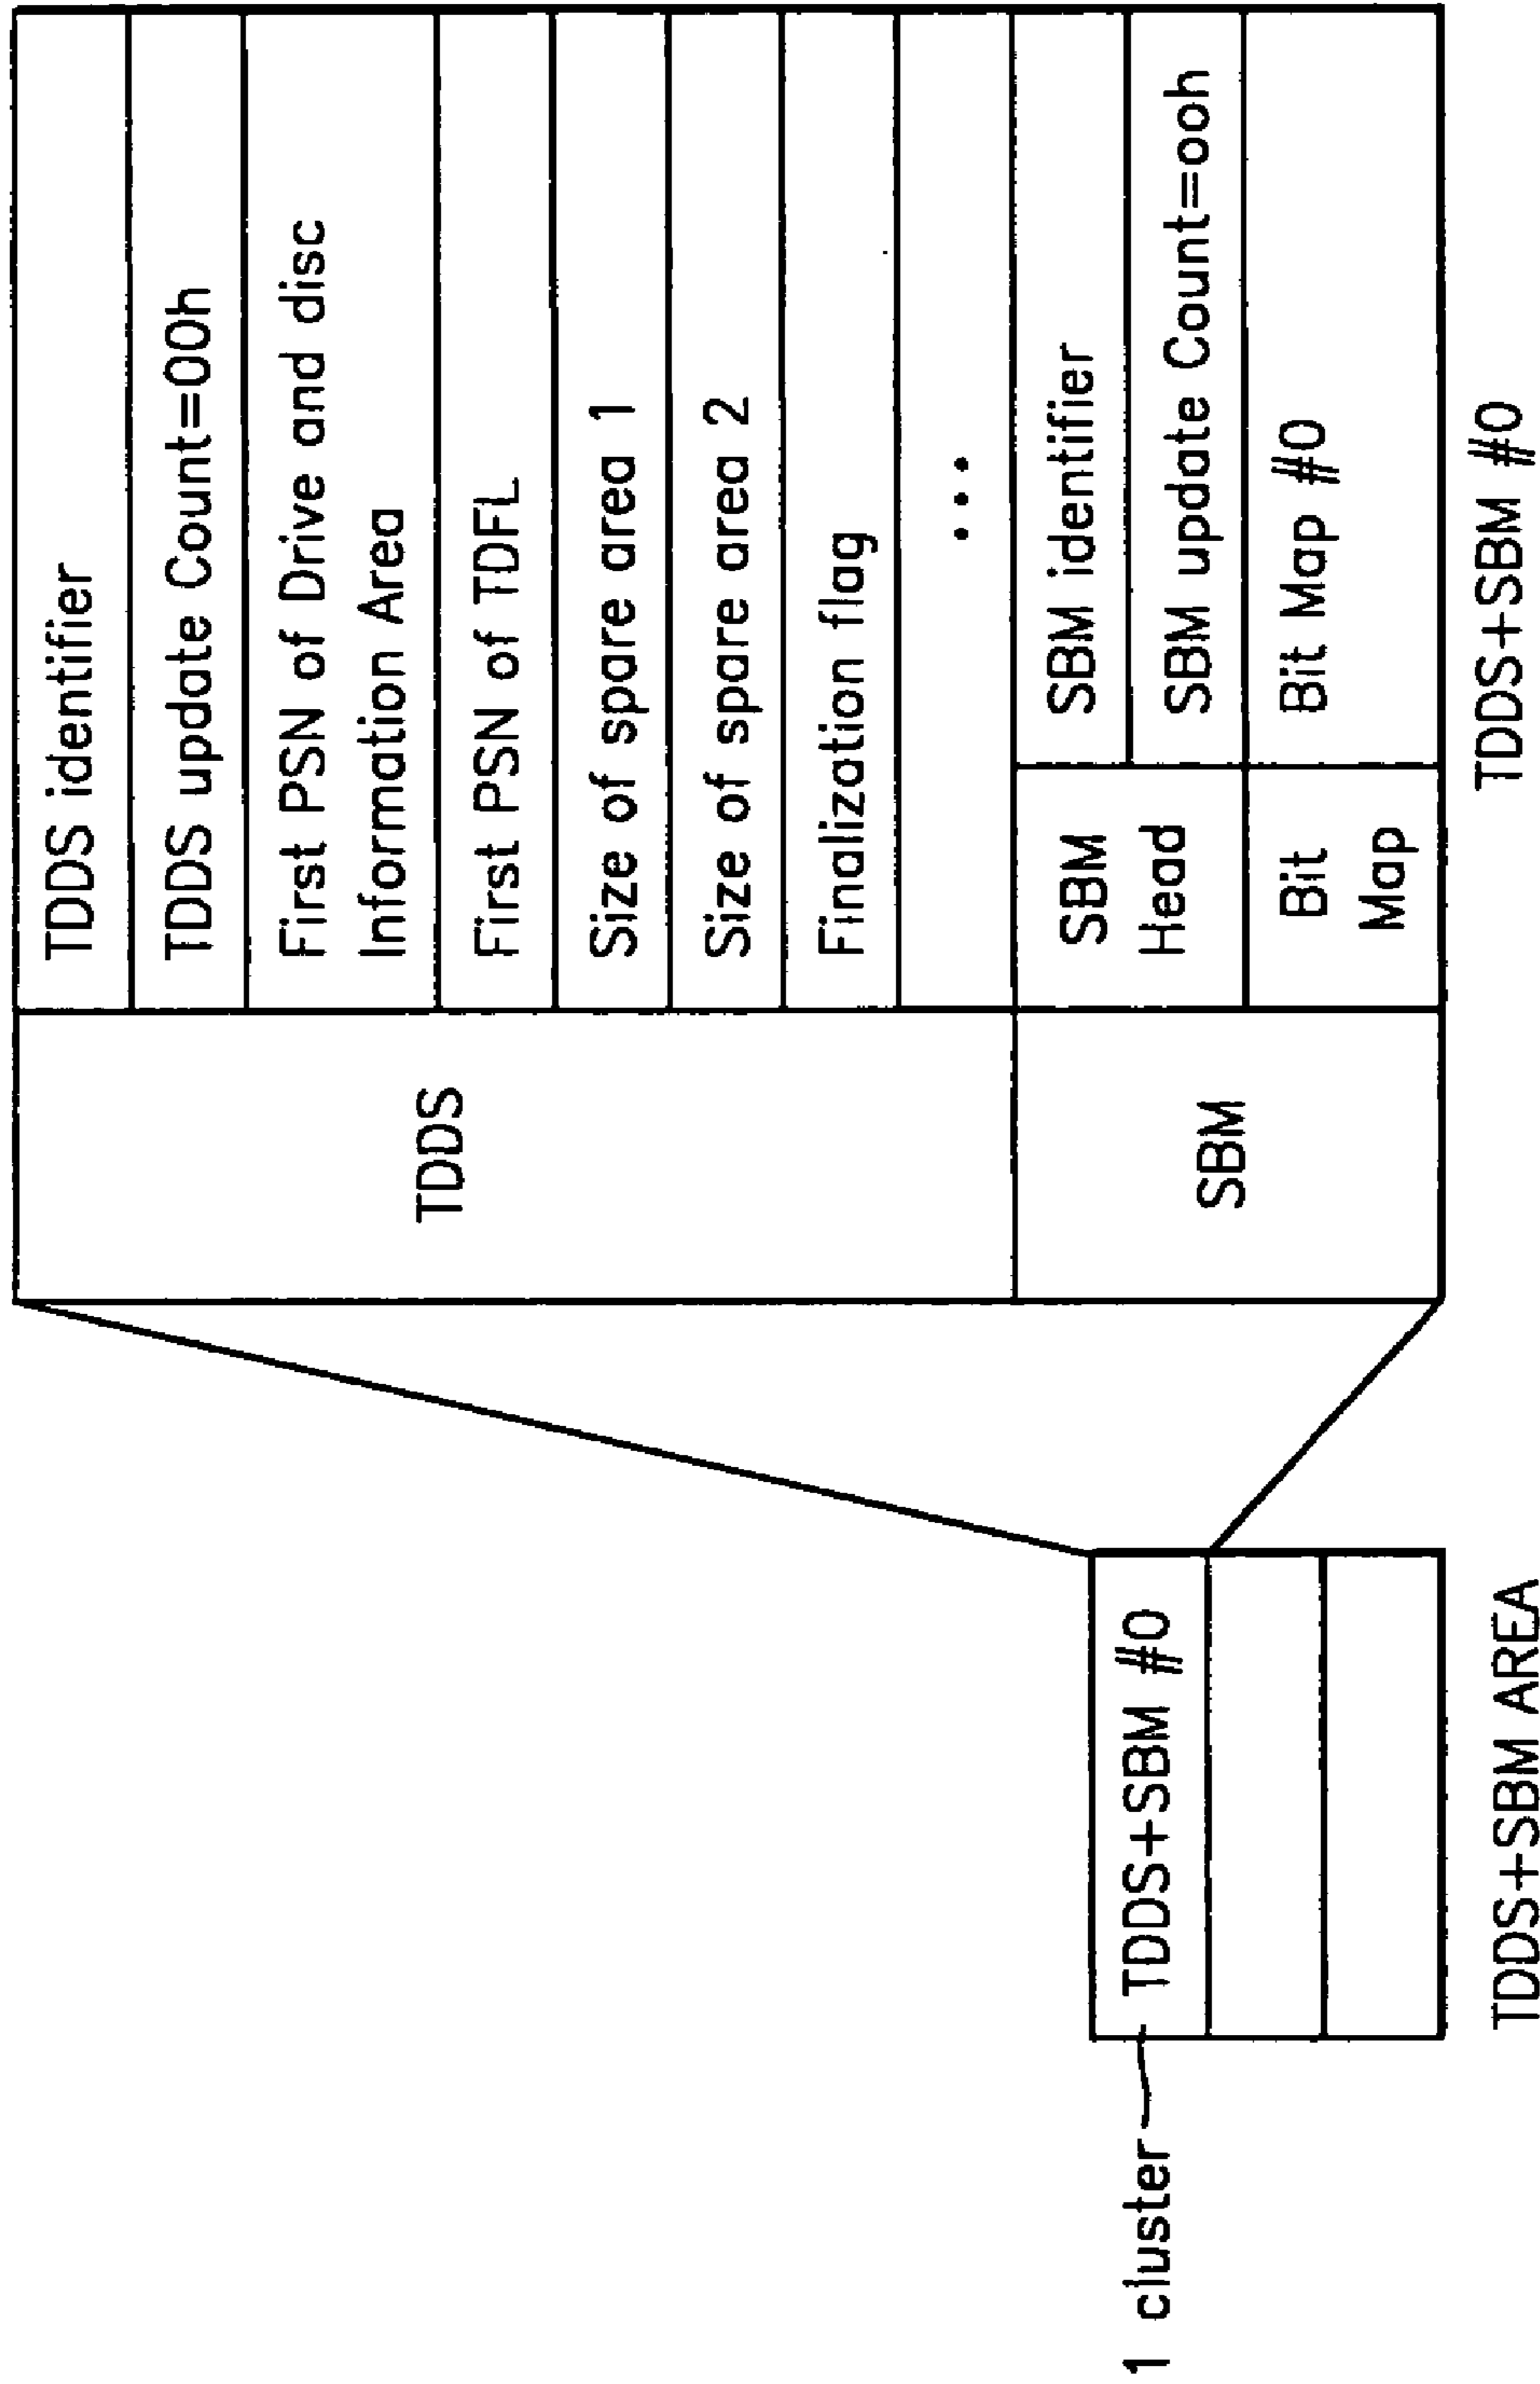 1 cluster
TDDS+SBM #0
TDDS+SBM AREA
TDDS
TDDS identifier
TDDS update Count=00h
First PSN of Drive and disc
Information Area
First PSN of TDFL
Size of spare area 1
Size of spare area 2
Finalization flag
...
SBM
SBM
Head
SBM identifier
SBM update Count=ooh
Bit
Map
Bit Map #0
TDDS+SBM #0